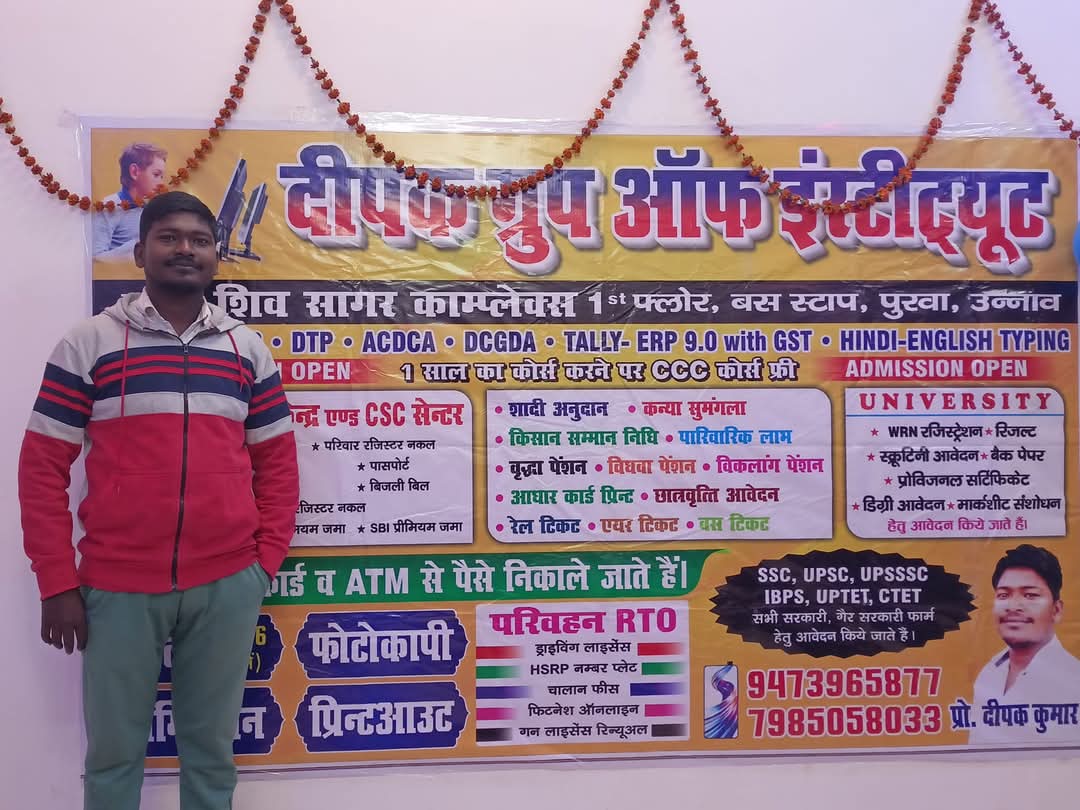 दीपक ग्रुप ऑफ इंस्टीट्यूट
शिव सागर काम्प्लेक्स 1st फ्लोर, बस स्टाप, पुरवा, उन्नाव
• DTP • ACDCA • DCGDA • TALLY- ERP 9.0 with GST • HINDI-ENGLISH TYPING
OPEN
1 साल का कोर्स करने पर CCC कोर्स फ्री
ADMISSION OPEN
एण्ड CSC सेन्टर
★ परिवार रजिस्टर नकल
★ पासपोर्ट
★ बिजली बिल
नकल
जमा ★ SBI प्रीमियम जमा
• शादी अनुदान • कन्या सुमंगला
• किसान सम्मान निधि • पारिवारिक लाभ
• वृद्धा पेंशन • विधवा पेंशन • विकलांग पेंशन
• आधार कार्ड प्रिन्ट • छात्रवृत्ति आवेदन
• रेल टिकट • एयर टिकट • बस टिकट
UNIVERSITY
★ WRN रजिस्ट्रेशन ★ रिजल्ट
★ स्क्रूटिनी आवेदन ★ बैक पेपर
★ प्रोविजनल सर्टिफिकेट
★ डिग्री आवेदन ★ मार्कशीट संशोधन
हेतु आवेदन किये जाते हैं।
व ATM से पैसे निकाले जाते हैं।
फोटोकापी
प्रिन्टआउट
परिवहन RTO
ड्राइविंग लाइसेंस
HSRP नम्बर प्लेट
चालान फीस
फिटनेश ऑनलाइन
गन लाइसेंस रिन्यूअल
SSC, UPSC, UPSSSC
IBPS, UPTET, CTET
सभी सरकारी, गैर सरकारी फार्म
हेतु आवेदन किये जाते है।
9473965877
7985058033
प्रो. दीपक कुमार